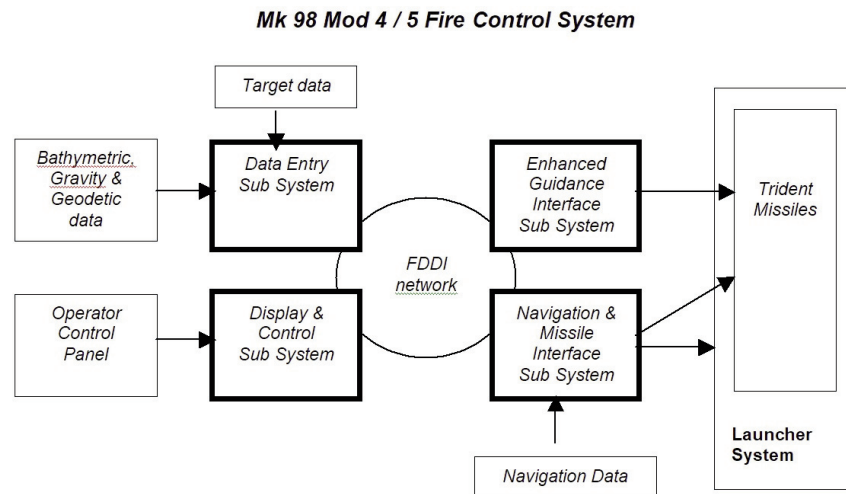 Mk 98 Mod 4 / 5 Fire Control System
Target data
Bathymetric,
Gravity &
Geodetic
data
Data Entry
Sub System
Enhanced
Guidance
Interface
Sub System
Trident
Missiles
FDDI
network
Operator
Control
Panel
Display &
Control
Sub System
Navigation &
Missile
Interface
Sub System
Launcher
System
Navigation Data